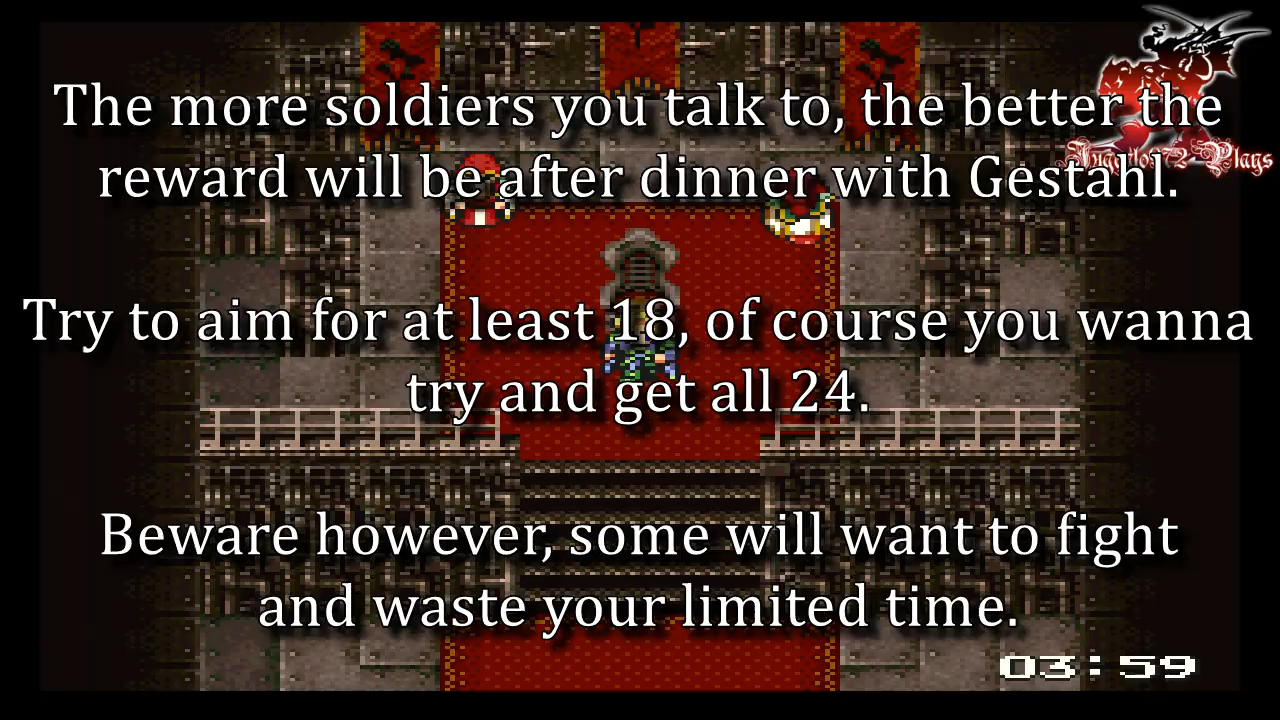 The more soldiers you talk to, the better the
reward will be after dinner with Gestahl.
Try to aim for at least 18, of course you wanna
try and get all 24.
Beware however, some will want to fight
and waste your limited time.
03:59